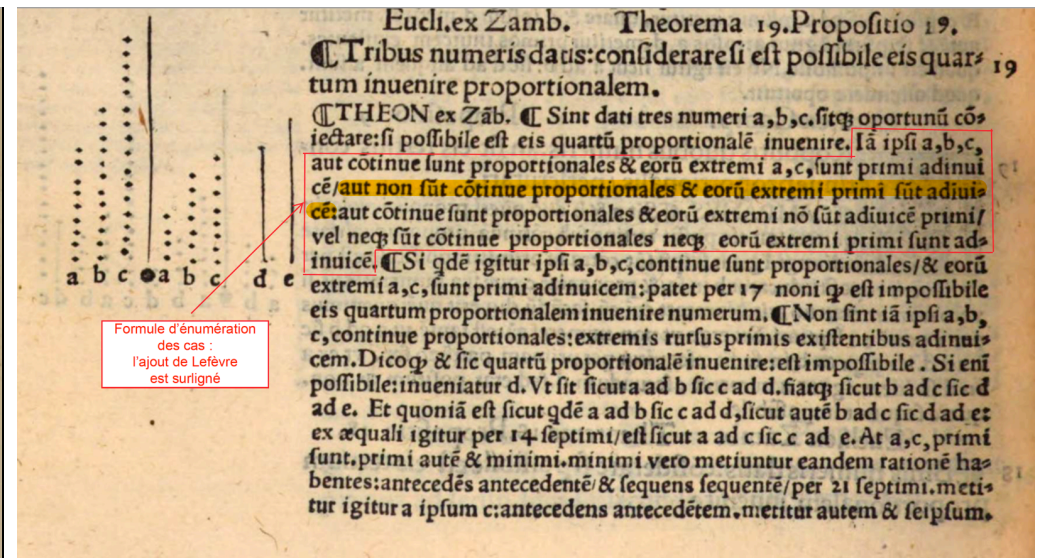 Eucli.ex Zamb. Theorema 19.Propositio 19.
¶Tribus numeris datis:considerare si est possibile eis quar⸗ 19
tum inuenire proportionalem.
¶THEON ex Zāb. ¶ Sint dati tres numeri a,b,c.sitqꝫ oportunū cō⸗
iectare:si possibile est eis quartū proportionalē inuenire. Iā ipsi a,b,c,
aut cōtinue sunt proportionales & eorū extremi a,c,sunt primi adinui
cē/aut non sūt cōtinue proportionales & eorū extremi primi sūt adiui⸗
cē:aut cōtinue sunt proportionales & eorū extremi nō sūt adiuicē primi/
vel neqꝫ sūt cōtinue proportionales neqꝫ eorū extremi primi sunt ad⸗
inuicē. ¶Si qdē igitur ipsi a,b,c,continue sunt proportionales/& eorū
extremi a,c,sunt primi adinuicem:patet per 17 noni ꝙ est impossibile
eis quartum proportionalem inuenire numerum. ¶Non sint iā ipsi a,b,
c,continue proportionales:extremis rursus primis existentibus adinui⸗
cem.Dico ꝙ & sic quartū proportionalē inuenire:est impossibile. Si enī
possibile:inueniatur d.Vt sit sicut a ad b sic c ad d.fiatqꝫ sicut b ad c sic d
ad e. Et quoniā est sicut qdē a ad b sic c ad d,sicut autē b ad c sic d ad e:
ex æquali igitur per 14 septimi/est sicut a ad c sic c ad e. At a,c,primi
sunt.primi autē & minimi.minimi vero metiuntur eandem rationē ha⸗
bentes:antecedēs antecedentē/& sequens sequentē/per 21 septimi.meti⸗
tur igitur a ipsum c:antecedens antecedētem.metitur autem & seipsum.
a b c a b c d e
Formule d'énumération
des cas :
l'ajout de Lefèvre
est surligné